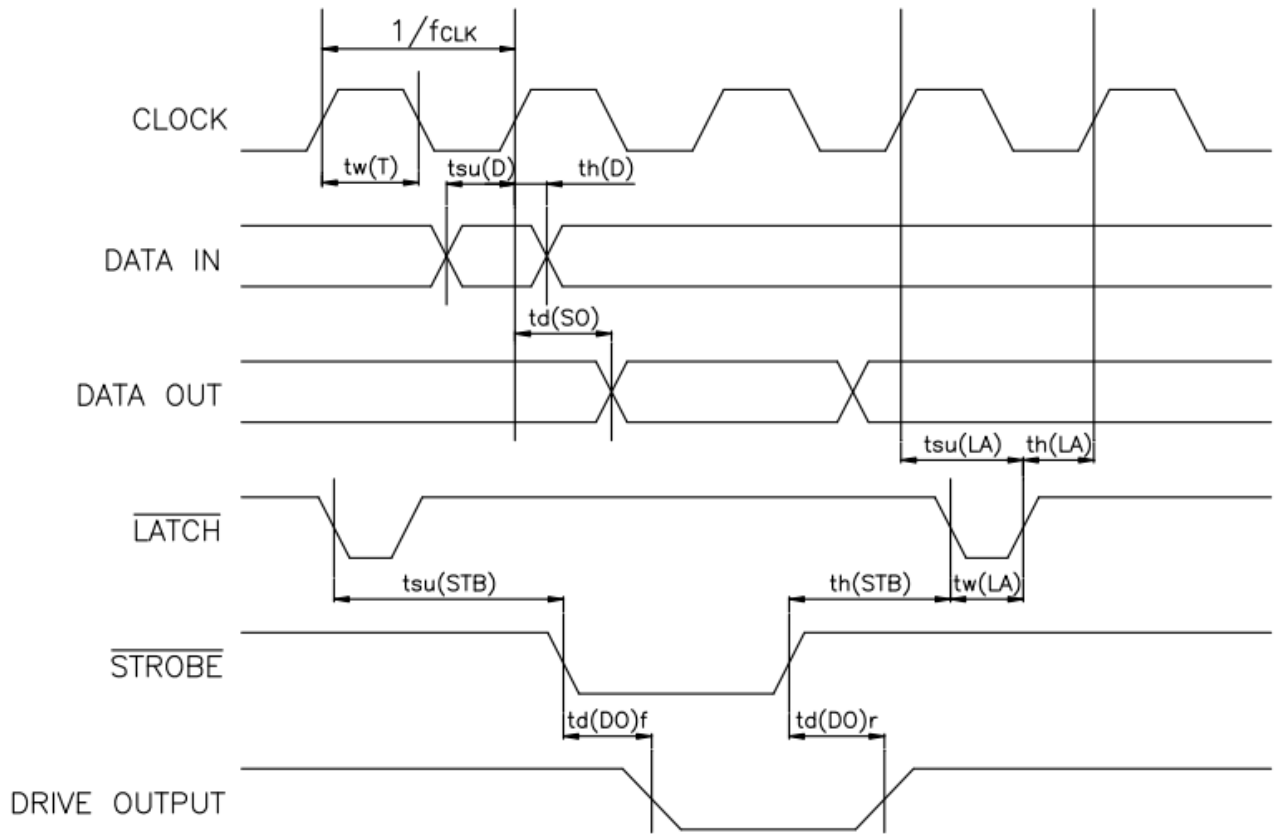 1/fCLK
CLOCK
tw(T) tsu(D) th(D)
DATA IN
td(SO)
DATA OUT
tsu(LA) th(LA)
LATCH
tsu(STB) th(STB) tw(LA)
STROBE
td(DO)f td(DO)r
DRIVE OUTPUT